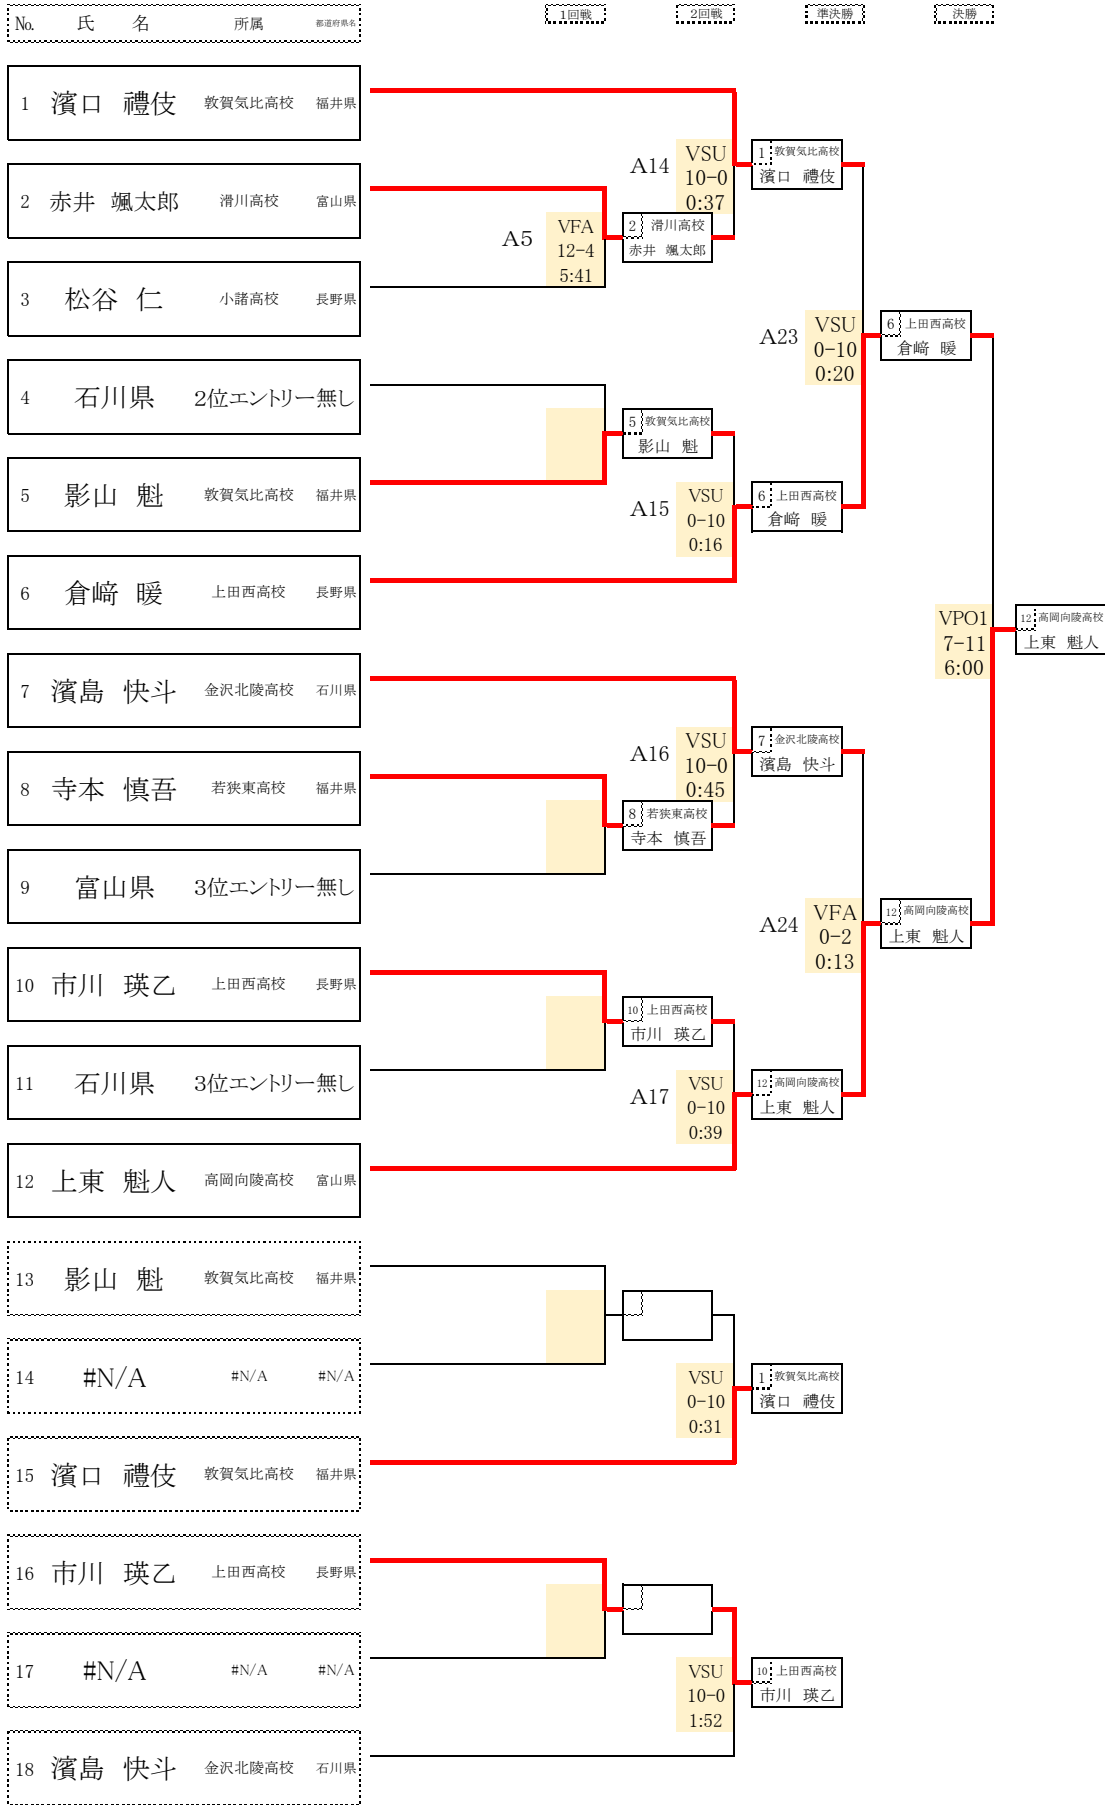 No. 氏 名 所属 都道府県名 1回戦 2回戦 準決勝 決勝
1 濱口 禮伎 敦賀気比高校 福井県
A14 VSU 10-0 0:37
1 敦賀気比高校 濱口 禮伎
2 赤井 颯太郎 滑川高校 富山県
A5 VFA 12-4 5:41
2 滑川高校 赤井 颯太郎
3 松谷 仁 小諸高校 長野県
A23 VSU 0-10 0:20
6 上田西高校 倉﨑 暖
4 石川県 2位エントリー無し
5 敦賀気比高校 影山 魁
5 影山 魁 敦賀気比高校 福井県
A15 VSU 0-10 0:16
6 上田西高校 倉﨑 暖
6 倉﨑 暖 上田西高校 長野県
VPO1 7-11 6:00
12 高岡向陵高校 上東 魁人
7 濱島 快斗 金沢北陵高校 石川県
A16 VSU 10-0 0:45
7 金沢北陵高校 濱島 快斗
8 寺本 慎吾 若狭東高校 福井県
8 若狭東高校 寺本 慎吾
9 富山県 3位エントリー無し
A24 VFA 0-2 0:13
12 高岡向陵高校 上東 魁人
10 市川 瑛乙 上田西高校 長野県
10 上田西高校 市川 瑛乙
11 石川県 3位エントリー無し
A17 VSU 0-10 0:39
12 高岡向陵高校 上東 魁人
12 上東 魁人 高岡向陵高校 富山県
13 影山 魁 敦賀気比高校 福井県
14 #N/A #N/A #N/A
VSU 0-10 0:31
1 敦賀気比高校 濱口 禮伎
15 濱口 禮伎 敦賀気比高校 福井県
16 市川 瑛乙 上田西高校 長野県
17 #N/A #N/A #N/A
VSU 10-0 1:52
10 上田西高校 市川 瑛乙
18 濱島 快斗 金沢北陵高校 石川県